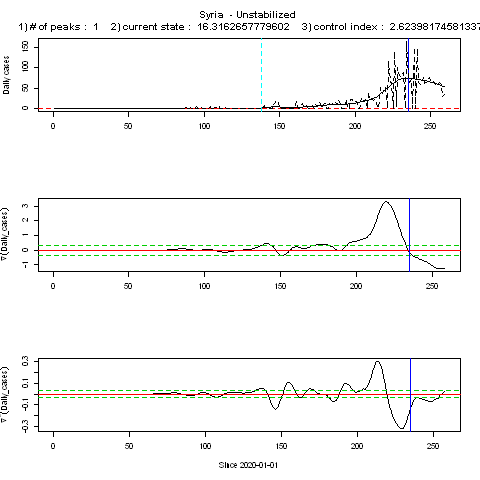 Syria - Unstabilized
1) # of peaks : 1 2) current state : 16.3162657779602 3) control index : 2.6239817458133
Daily cases
150
100
50
0
0 50 100 150 200 250
∇(Daily_cases)
3
2
1
0
-1
0 50 100 150 200 250
∇(Daily_cases)
0.3
0.1
-0.1
-0.3
0 50 100 150 200 250
Since 2020-01-01